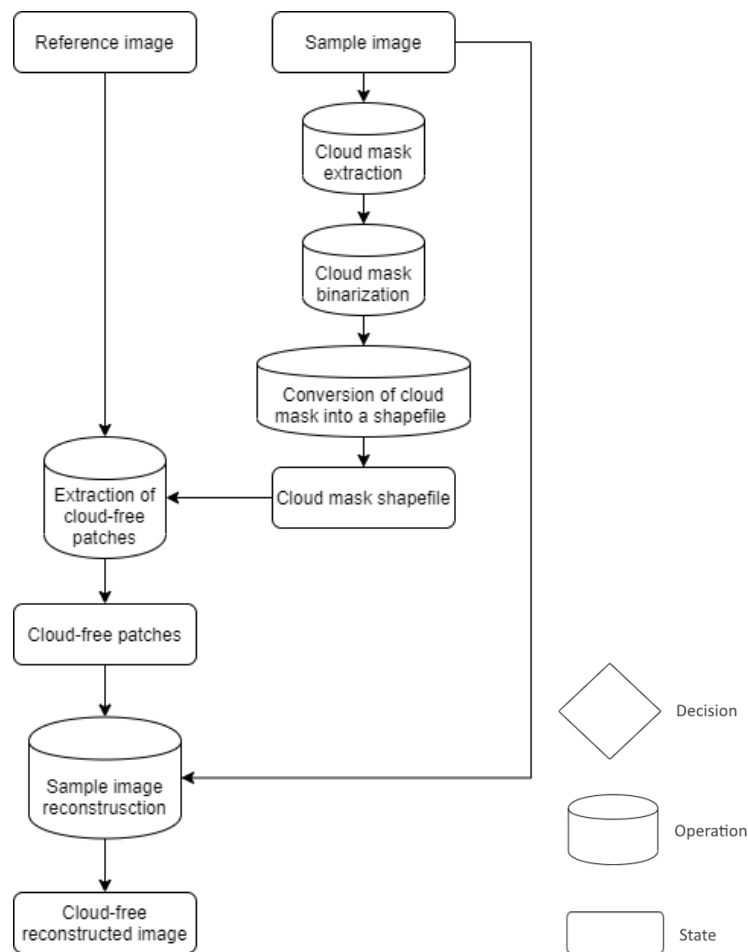 Reference image
Sample image
Cloud mask
extraction
Cloud mask
binarization
Conversion of cloud
mask into a shapefile
Extraction of
cloud-free
patches
Cloud mask shapefile
Cloud-free patches
Sample image
reconstrusction
Cloud-free
reconstructed image
Decision
Operation
State